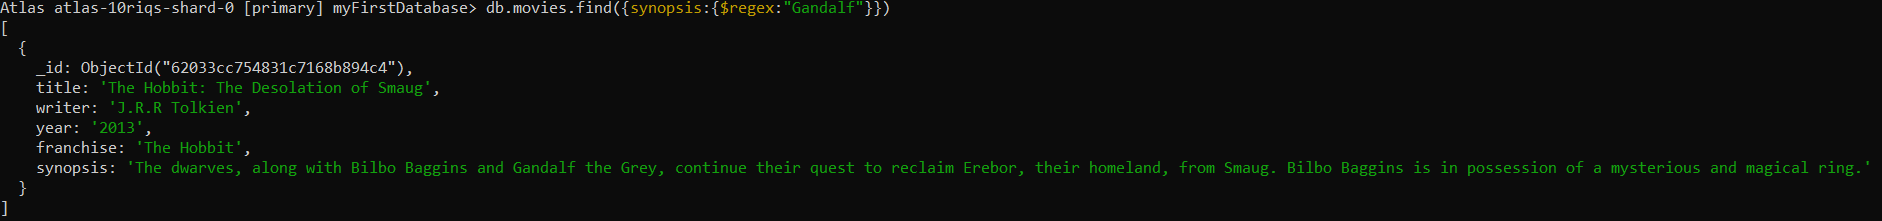 Atlas atlas-10riqs-shard-0 [primary] myFirstDatabase> db.movies.find({synopsis:{$regex:"Gandalf"}})
[
  {
    _id: ObjectId("62033cc754831c7168b894c4"),
    title: 'The Hobbit: The Desolation of Smaug',
    writer: 'J.R.R Tolkien',
    year: '2013',
    franchise: 'The Hobbit',
    synopsis: 'The dwarves, along with Bilbo Baggins and Gandalf the Grey, continue their quest to reclaim Erebor, their homeland, from Smaug. Bilbo Baggins is in possession of a mysterious and magical ring.'
  }
]